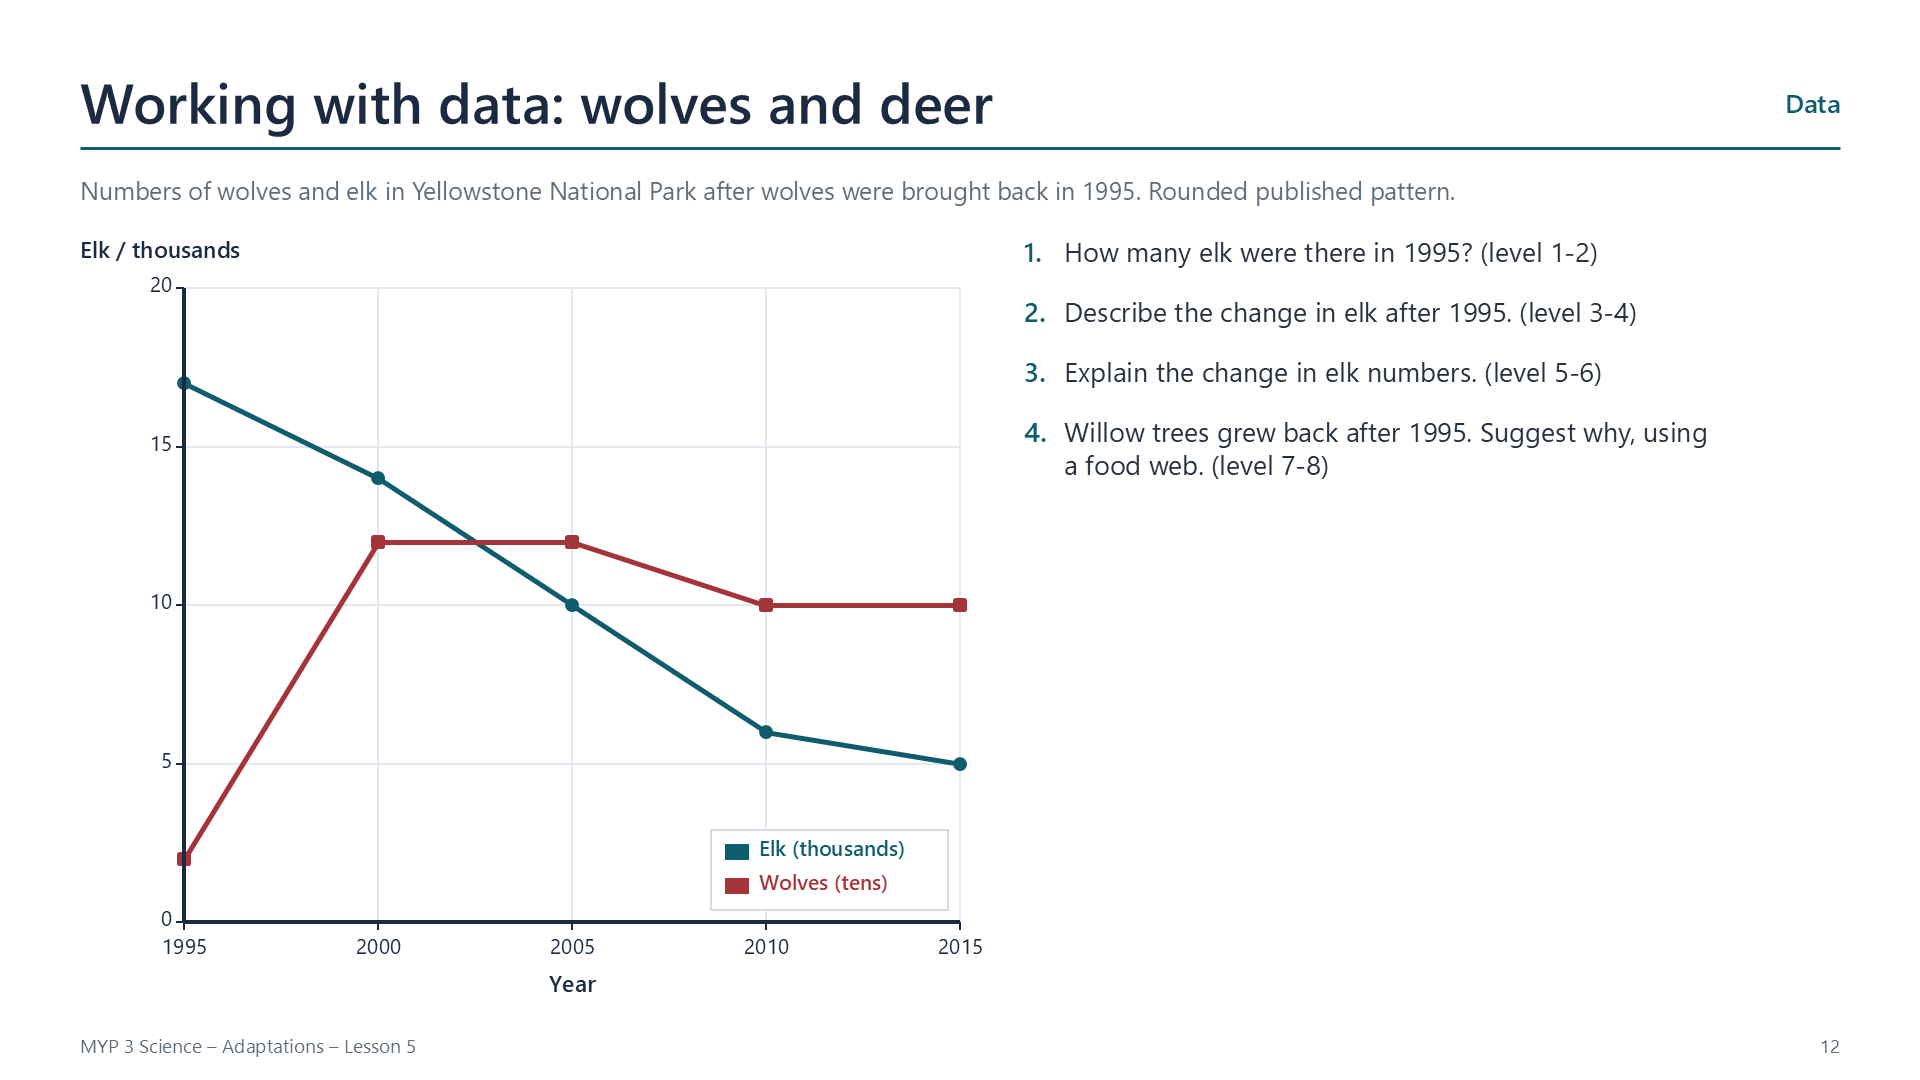 Working with data: wolves and deer
Data
Numbers of wolves and elk in Yellowstone National Park after wolves were brought back in 1995. Rounded published pattern.
Elk / thousands
20
15
10
5
0
1995 2000 2005 2010 2015
Year
Elk (thousands)
Wolves (tens)
1. How many elk were there in 1995? (level 1-2)
2. Describe the change in elk after 1995. (level 3-4)
3. Explain the change in elk numbers. (level 5-6)
4. Willow trees grew back after 1995. Suggest why, using
a food web. (level 7-8)
MYP 3 Science – Adaptations – Lesson 5
12